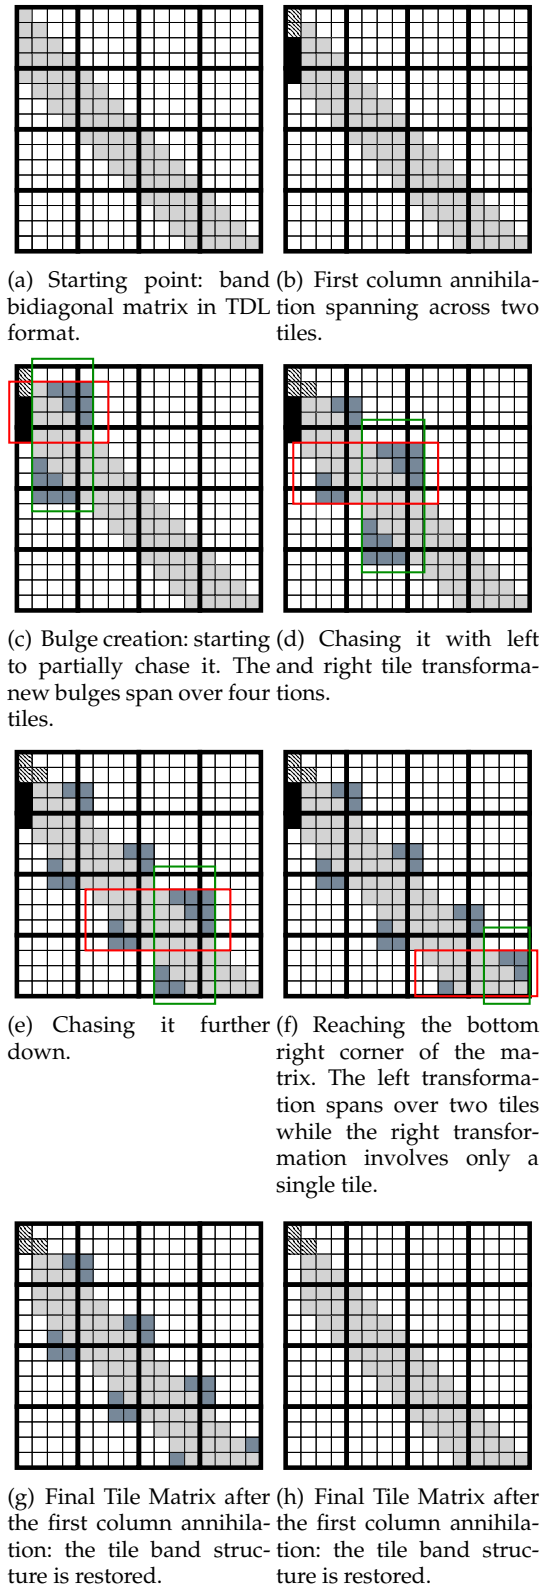 (a) Starting point: band
bidiagonal matrix in TDL
format.
(b) First column annihila-
tion spanning across two
tiles.
(c) Bulge creation: starting
to partially chase it. The
new bulges span over four
tiles.
(d) Chasing it with left
and right tile transforma-
tions.
(e) Chasing it further
down.
(f) Reaching the bottom
right corner of the ma-
trix. The left transforma-
tion spans over two tiles
while the right transfor-
mation involves only a
single tile.
(g) Final Tile Matrix after
the first column annihila-
tion: the tile band struc-
ture is restored.
(h) Final Tile Matrix after
the first column annihila-
tion: the tile band struc-
ture is restored.